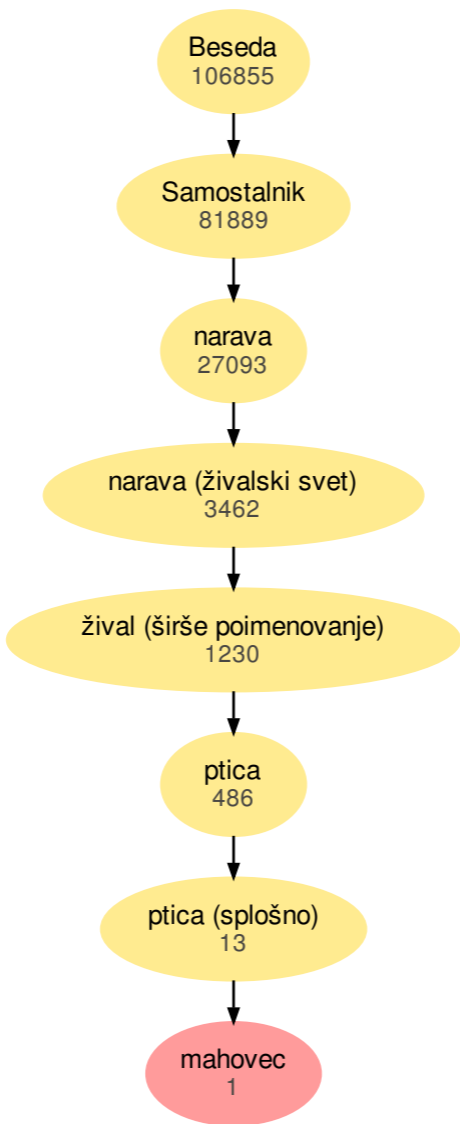 Beseda
106855
Samostalnik
81889
narava
27093
narava (živalski svet)
3462
žival (širše poimenovanje)
1230
ptica
486
ptica (splošno)
13
mahovec
1